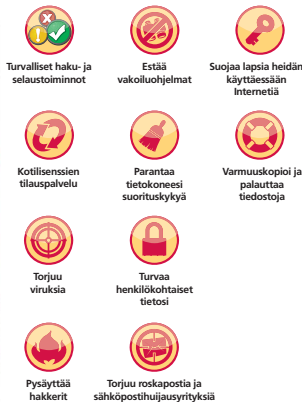 Turvalliset haku- ja
selaustoiminnot
Estää
vakoiluohjelmat
Suojaa lapsia heidän
käyttäessään
Internetiä
Kotilisenssien
tilauspalvelu
Parantaa
tietokoneesi
suorituskykyä
Varmuuskopioi ja
palauttaa
tiedostoja
Torjuu
viruksia
Turvaa
henkilökohtaiset
tietosi
Pysäyttää
hakkerit
Torjuu roskapostia ja
sähköpostihuijausyrityksiä